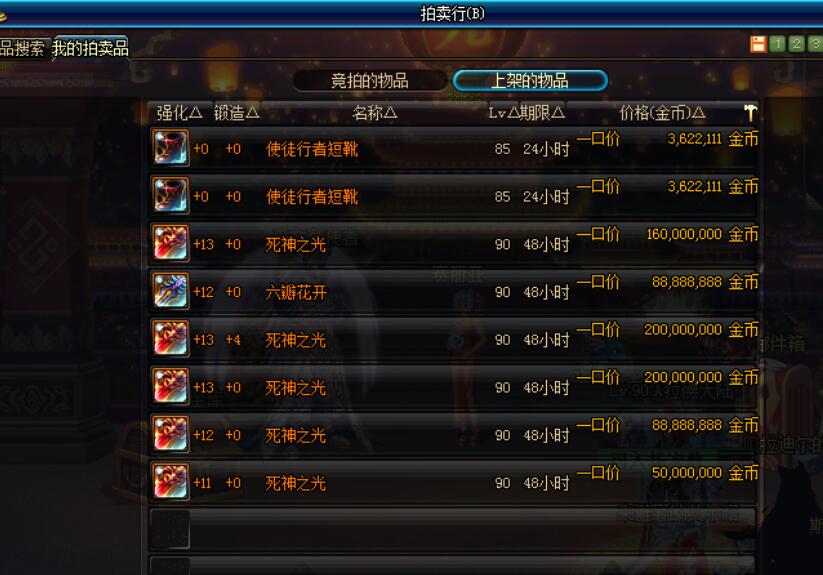 拍卖行(B)
品搜索 我的拍卖品
1 2 3
竞拍的物品 上架的物品
强化△ 锻造△ 名称△ Lv△期限△ 价格(金币)△
+0 +0 使徒行者短靴 85 24小时 一口价 3,622,111 金币
+0 +0 使徒行者短靴 85 24小时 一口价 3,622,111 金币
+13 +0 死神之光 90 48小时 一口价 160,000,000 金币
+12 +0 六瓣花开 90 48小时 一口价 88,888,888 金币
+13 +4 死神之光 90 48小时 一口价 200,000,000 金币
邮件箱
+13 +0 死神之光 90 48小时 一口价 200,000,000 金币
+12 +0 死神之光 90 48小时 一口价 88,888,888 金币
+11 +0 死神之光 90 48小时 一口价 50,000,000 金币